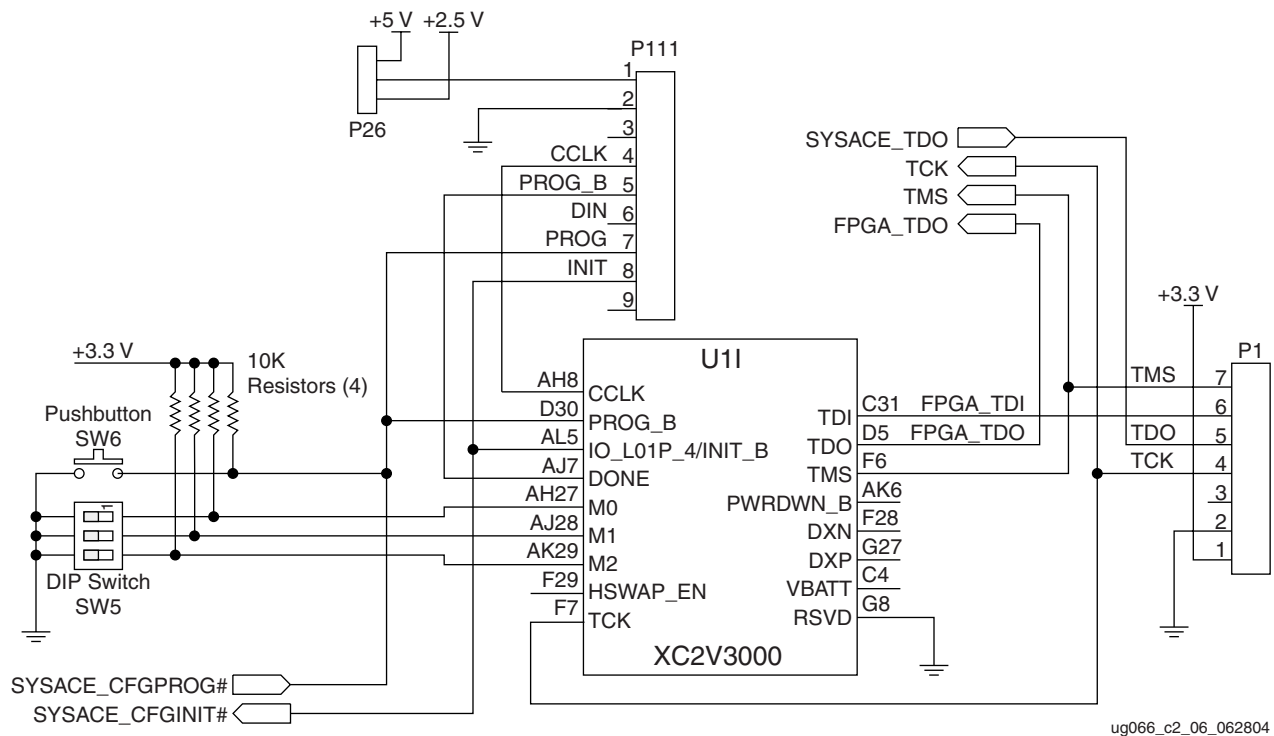 +5 V +2.5 V
P26
P111
1
2
3
CCLK 4
PROG_B 5
DIN 6
PROG 7
INIT 8
9
SYSACE_TDO
TCK
TMS
FPGA_TDO
+3.3 V
P1
TMS 7
6
TDO 5
TCK 4
3
2
1
+3.3 V
10K
Resistors (4)
Pushbutton
SW6
1
DIP Switch
SW5
U1I
AH8 CCLK
D30 PROG_B
AL5 IO_L01P_4/INIT_B
AJ7 DONE
AH27 M0
AJ28 M1
AK29 M2
F29 HSWAP_EN
F7 TCK
TDI C31 FPGA_TDI
TDO D5 FPGA_TDO
TMS F6
PWRDWN_B AK6
DXN F28
DXP G27
VBATT C4
RSVD G8
XC2V3000
SYSACE_CFGPROG#
SYSACE_CFGINIT#
ug066_c2_06_062804